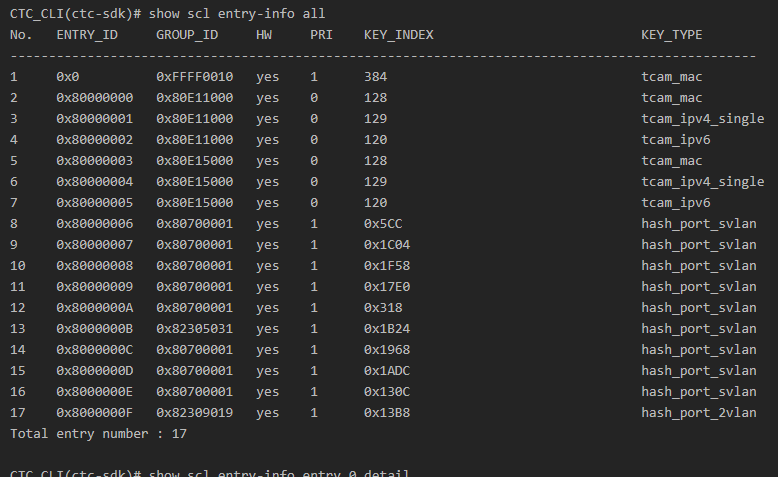 CTC_CLI(ctc-sdk)# show scl entry-info all
No. ENTRY_ID GROUP_ID HW PRI KEY_INDEX KEY_TYPE
------------------------------------------------------------------------------------------------
1 0x0 0xFFFF0010 yes 1 384 tcam_mac
2 0x80000000 0x80E11000 yes 0 128 tcam_mac
3 0x80000001 0x80E11000 yes 0 129 tcam_ipv4_single
4 0x80000002 0x80E11000 yes 0 120 tcam_ipv6
5 0x80000003 0x80E15000 yes 0 128 tcam_mac
6 0x80000004 0x80E15000 yes 0 129 tcam_ipv4_single
7 0x80000005 0x80E15000 yes 0 120 tcam_ipv6
8 0x80000006 0x80700001 yes 1 0x5CC hash_port_svlan
9 0x80000007 0x80700001 yes 1 0x1C04 hash_port_svlan
10 0x80000008 0x80700001 yes 1 0x1F58 hash_port_svlan
11 0x80000009 0x80700001 yes 1 0x17E0 hash_port_svlan
12 0x8000000A 0x80700001 yes 1 0x318 hash_port_svlan
13 0x8000000B 0x82305031 yes 1 0x1B24 hash_port_svlan
14 0x8000000C 0x80700001 yes 1 0x1968 hash_port_svlan
15 0x8000000D 0x80700001 yes 1 0x1ADC hash_port_svlan
16 0x8000000E 0x80700001 yes 1 0x130C hash_port_svlan
17 0x8000000F 0x82309019 yes 1 0x13B8 hash_port_2vlan
Total entry number : 17
CTC_CLI(ctc-sdk)# show scl entry-info entry 0 detail